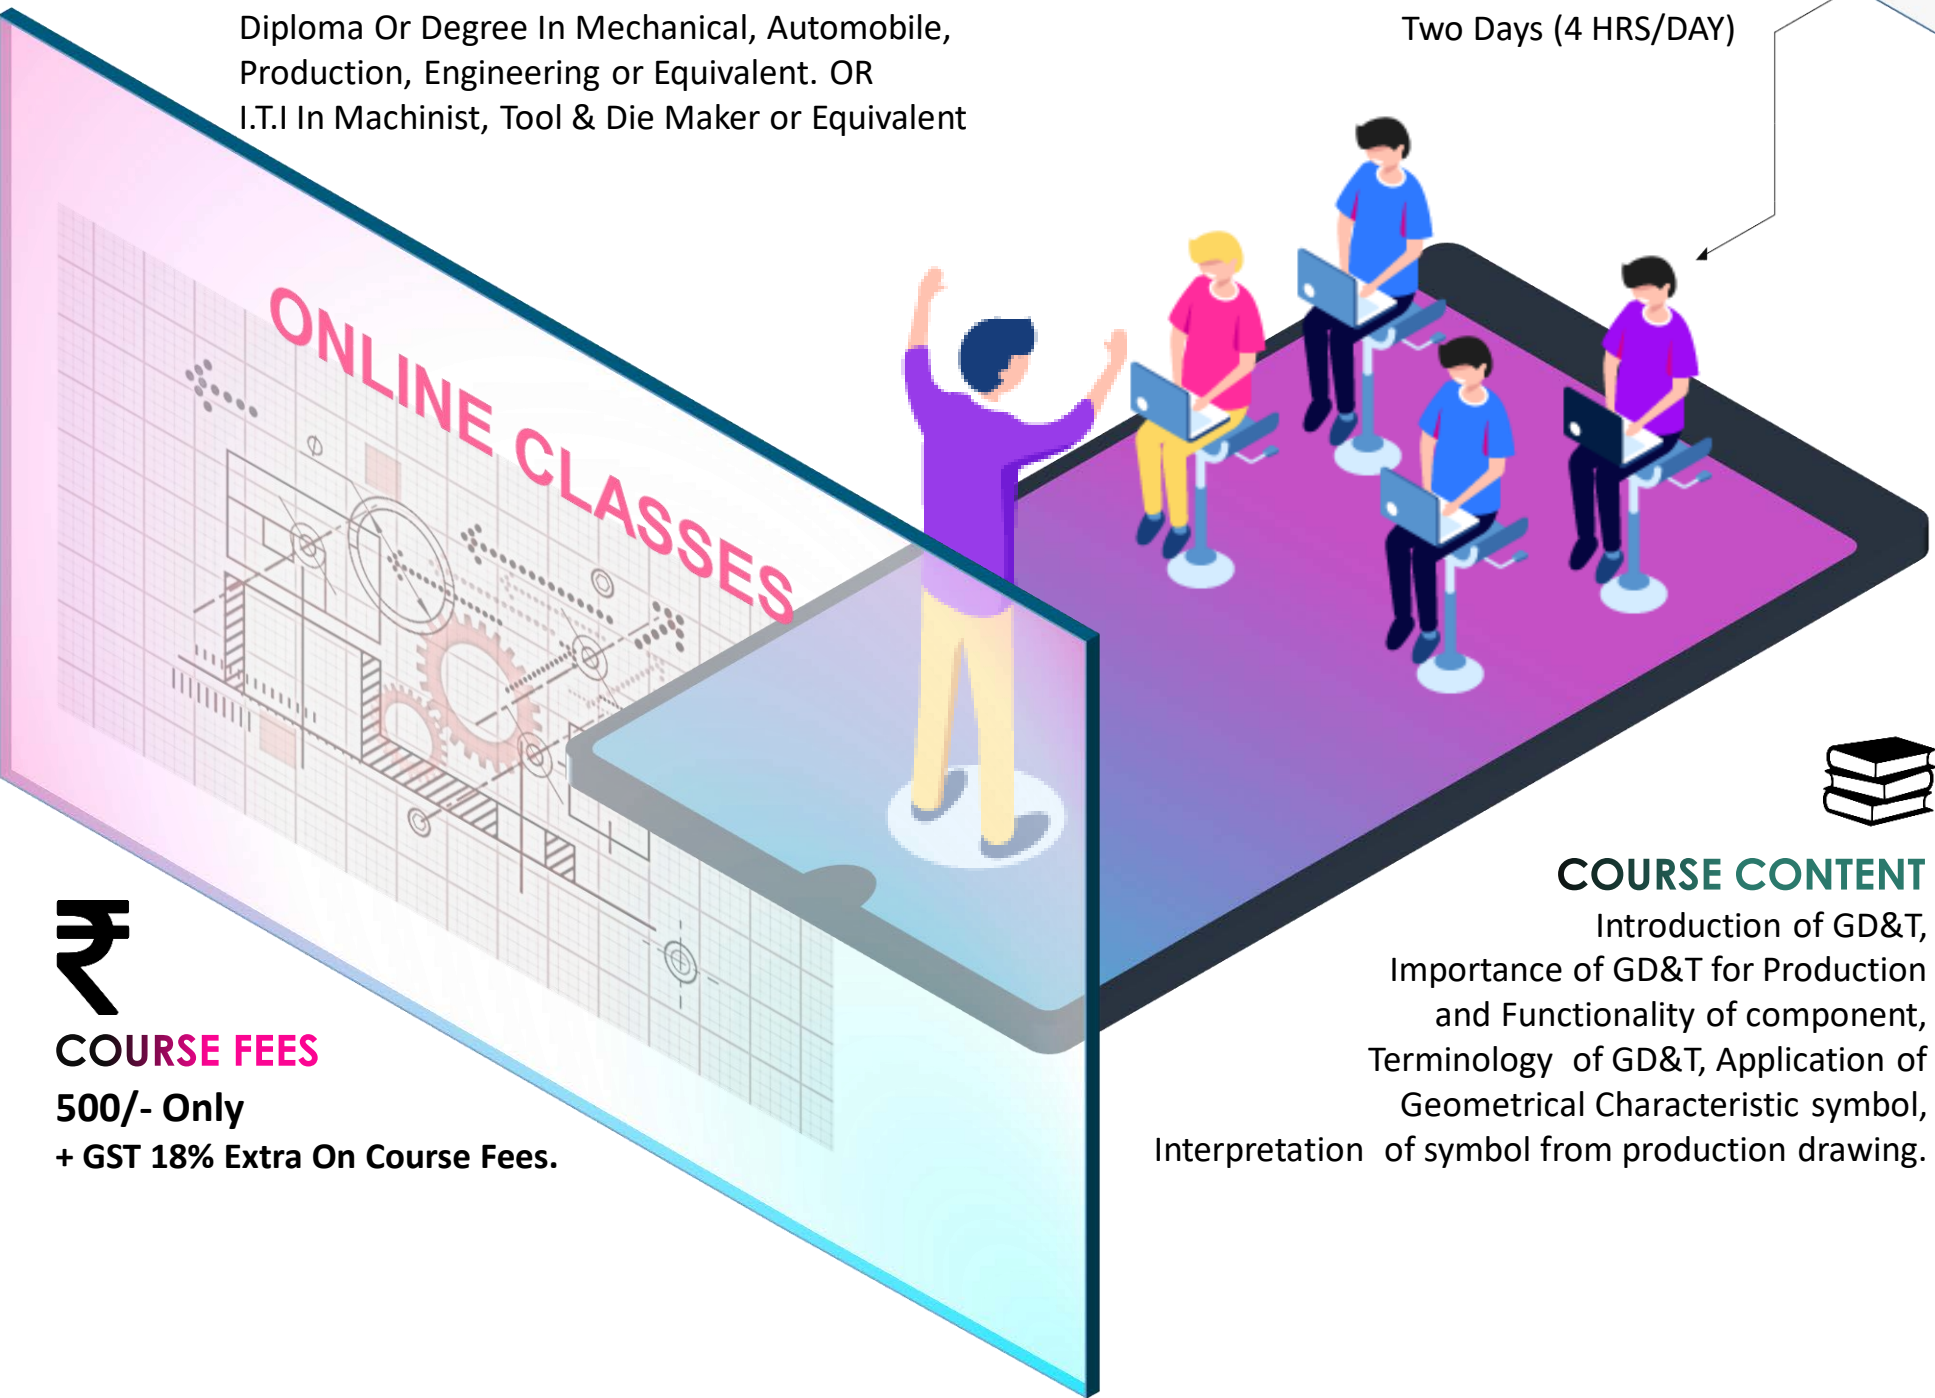 Diploma Or Degree In Mechanical, Automobile,
Production, Engineering or Equivalent. OR
I.T.I In Machinist, Tool & Die Maker or Equivalent
Two Days (4 HRS/DAY)
ONLINE CLASSES
₹
COURSE FEES
500/- Only
+ GST 18% Extra On Course Fees.
COURSE CONTENT
Introduction of GD&T,
Importance of GD&T for Production
and Functionality of component,
Terminology of GD&T, Application of
Geometrical Characteristic symbol,
Interpretation of symbol from production drawing.